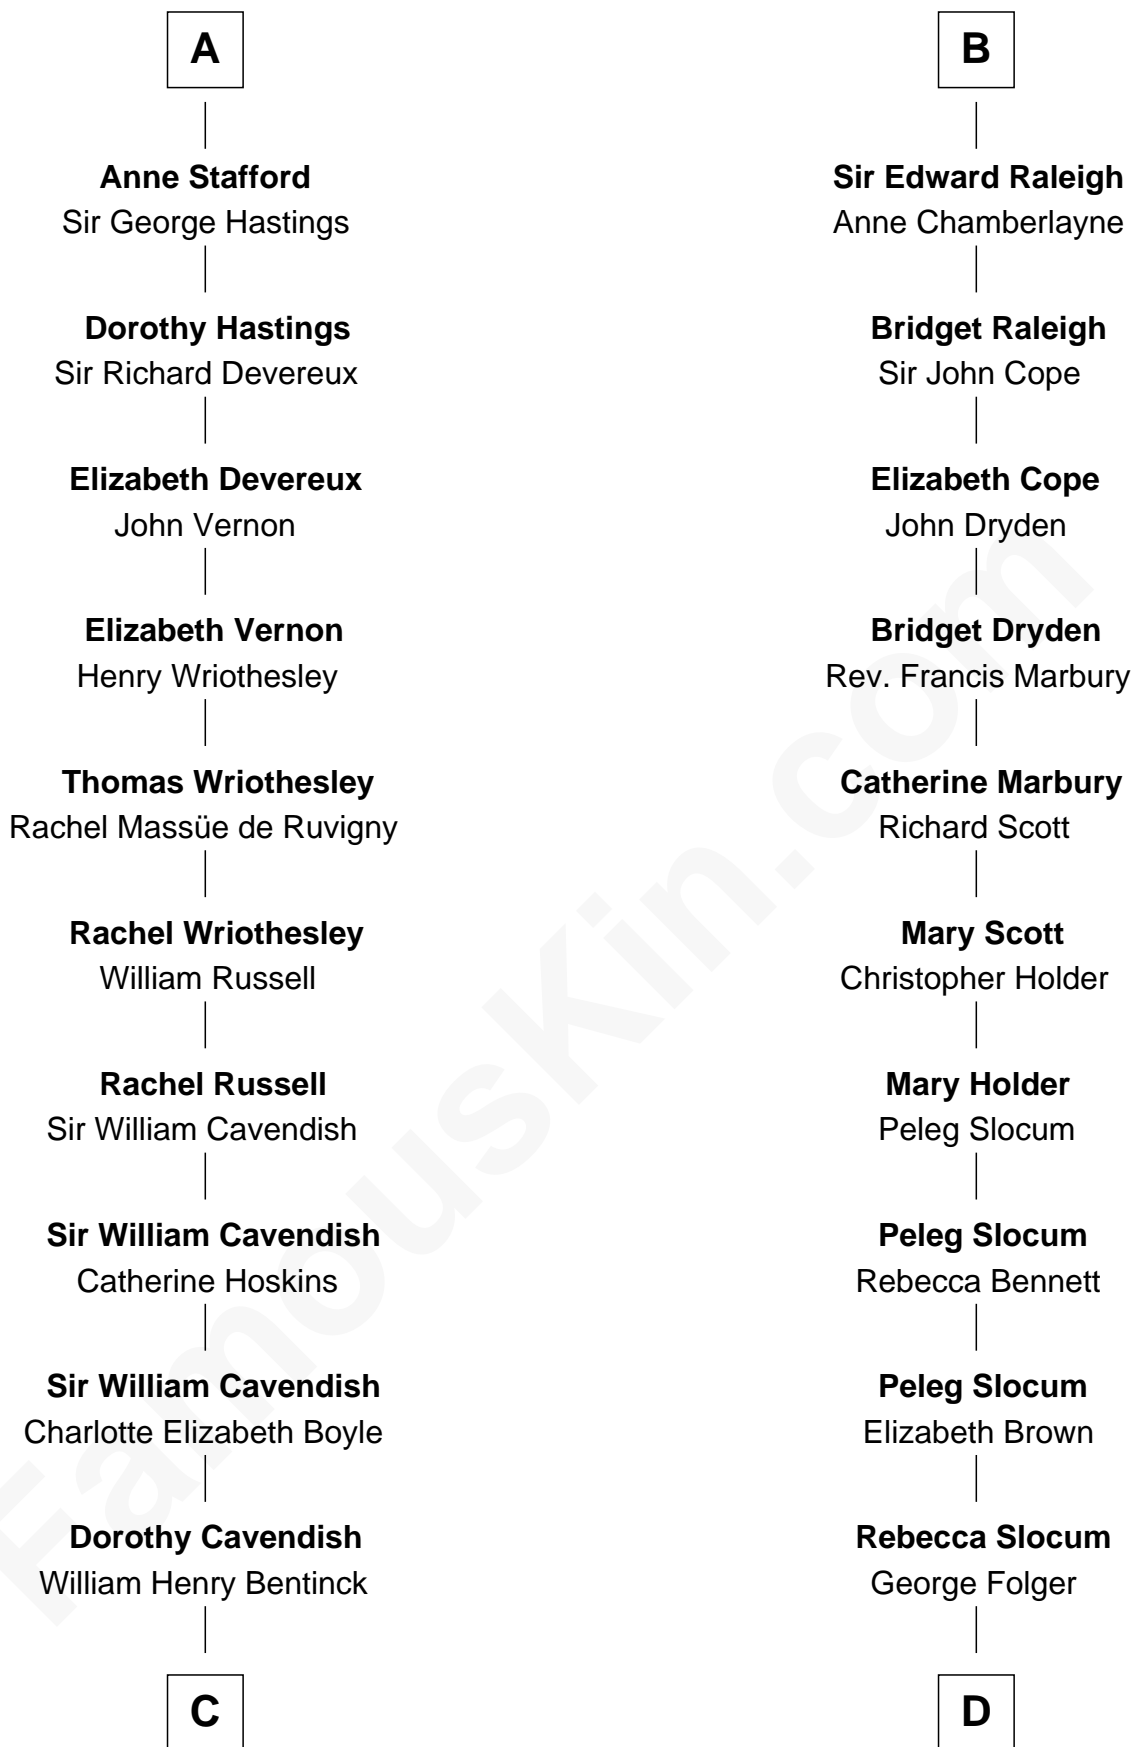 A
Anne Stafford
Sir George Hastings
Dorothy Hastings
Sir Richard Devereux
Elizabeth Devereux
John Vernon
Elizabeth Vernon
Henry Wriothesley
Thomas Wriothesley
Rachel Massüe de Ruvigny
Rachel Wriothesley
William Russell
Rachel Russell
Sir William Cavendish
Sir William Cavendish
Catherine Hoskins
Sir William Cavendish
Charlotte Elizabeth Boyle
Dorothy Cavendish
William Henry Bentinck
C
B
Sir Edward Raleigh
Anne Chamberlayne
Bridget Raleigh
Sir John Cope
Elizabeth Cope
John Dryden
Bridget Dryden
Rev. Francis Marbury
Catherine Marbury
Richard Scott
Mary Scott
Christopher Holder
Mary Holder
Peleg Slocum
Peleg Slocum
Rebecca Bennett
Peleg Slocum
Elizabeth Brown
Rebecca Slocum
George Folger
D
FamousKin.com